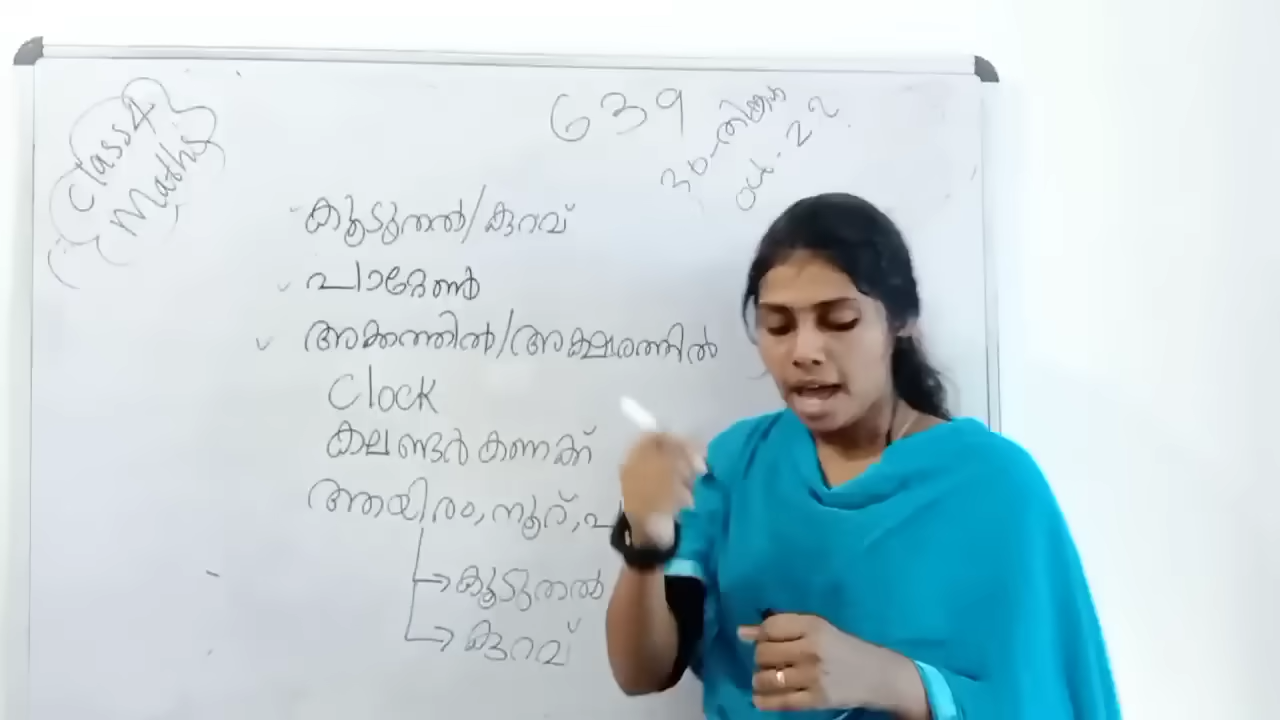 Class 4
Maths
639
30-തിങ്കൾ
Oct - 22
കൂടുതൽ/കുറവ്
പാറ്റേൺ
അക്കത്തിൽ/അക്ഷരത്തിൽ
Clock
കലണ്ടർ കണക്ക്
ആയിരം, നൂറ്, പ
→ കൂടുതൽ
→ കുറവ്